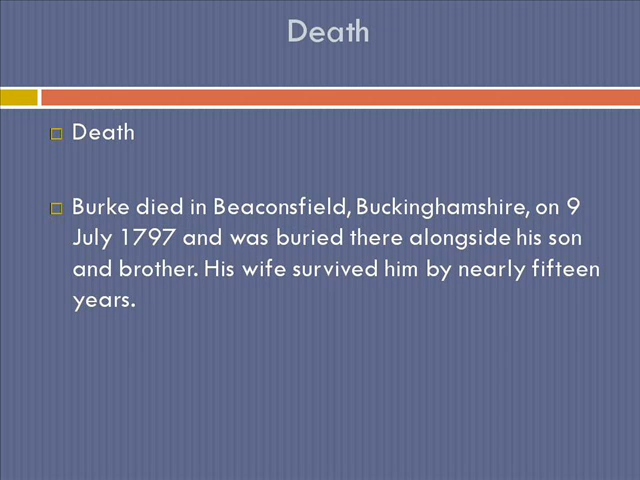 Death
Death
Burke died in Beaconsfield, Buckinghamshire, on 9
July 1797 and was buried there alongside his son
and brother. His wife survived him by nearly fifteen
years.